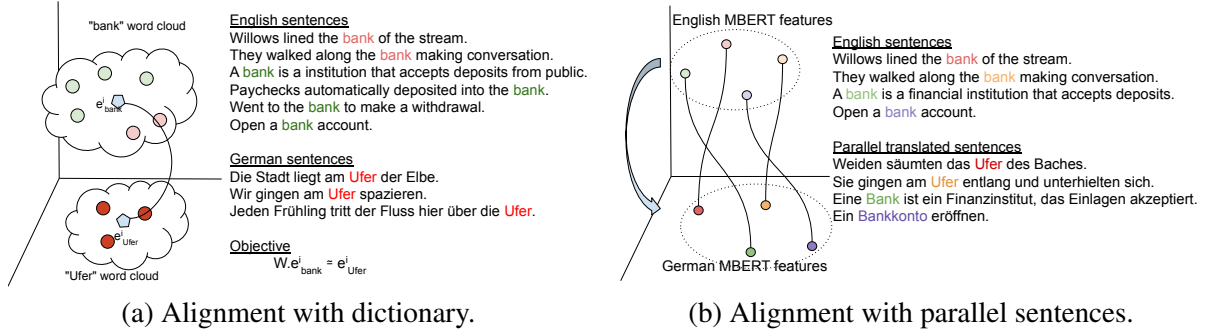 "bank" word cloud
e^i_bank
e^i_Ufer
"Ufer" word cloud
English sentences
Willows lined the bank of the stream.
They walked along the bank making conversation.
A bank is a institution that accepts deposits from public.
Paychecks automatically deposited into the bank.
Went to the bank to make a withdrawal.
Open a bank account.
German sentences
Die Stadt liegt am Ufer der Elbe.
Wir gingen am Ufer spazieren.
Jeden Frühling tritt der Fluss hier über die Ufer.
Objective
W.e^i_bank = e^i_Ufer
(a) Alignment with dictionary.
English MBERT features
German MBERT features
English sentences
Willows lined the bank of the stream.
They walked along the bank making conversation.
A bank is a financial institution that accepts deposits.
Open a bank account.
Parallel translated sentences
Weiden säumten das Ufer des Baches.
Sie gingen am Ufer entlang und unterhielten sich.
Eine Bank ist ein Finanzinstitut, das Einlagen akzeptiert.
Ein Bankkonto eröffnen.
(b) Alignment with parallel sentences.